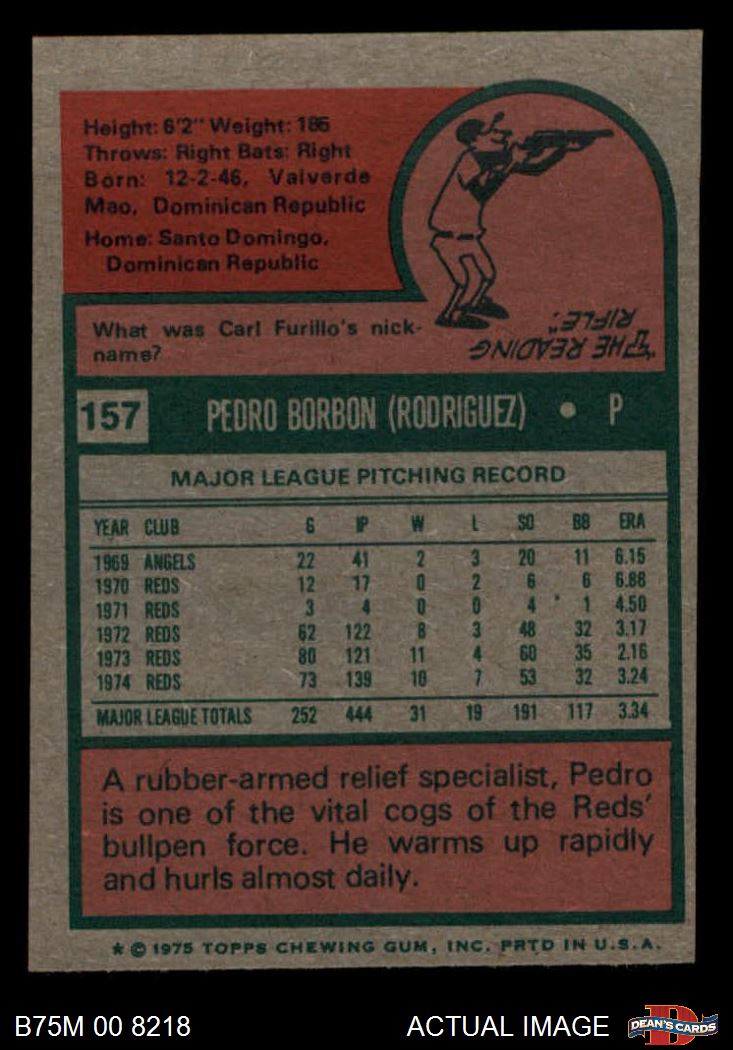 Height: 6'2" Weight: 185
Throws: Right Bats: Right
Born: 12-2-46, Valverde
Mao, Dominican Republic
Home: Santo Domingo,
Dominican Republic
What was Carl Furillo's nick-
name?
"THE READING
RIFLE."
157 PEDRO BORBON (RODRIGUEZ) • P
MAJOR LEAGUE PITCHING RECORD
YEAR CLUB G IP W L SO BB ERA
1969 ANGELS 22 41 2 3 20 11 6.15
1970 REDS 12 17 0 2 6 6 6.88
1971 REDS 3 4 0 0 4 1 4.50
1972 REDS 62 122 8 3 48 32 3.17
1973 REDS 80 121 11 4 60 35 2.16
1974 REDS 73 139 10 7 53 32 3.24
MAJOR LEAGUE TOTALS 252 444 31 19 191 117 3.34
A rubber-armed relief specialist, Pedro
is one of the vital cogs of the Reds'
bullpen force. He warms up rapidly
and hurls almost daily.
* © 1975 TOPPS CHEWING GUM, INC. PRTD IN U.S.A.
B75M 00 8218 ACTUAL IMAGE D DEAN'S CARDS